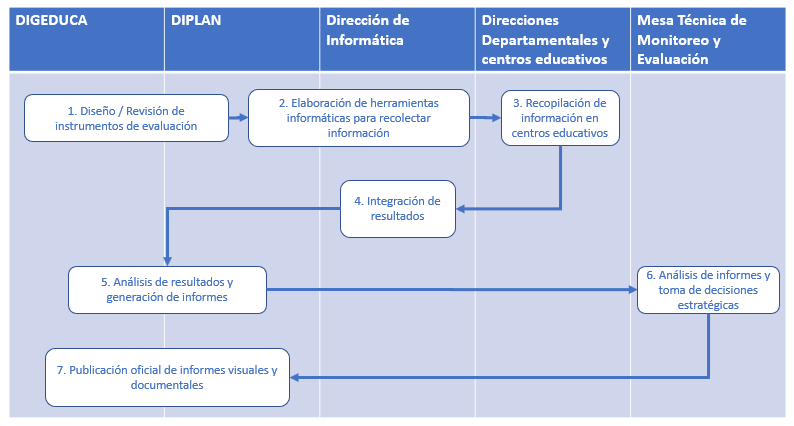 DIGEDUCA
DIPLAN
Dirección de
Informática
Direcciones
Departamentales y
centros educativos
Mesa Técnica de
Monitoreo y
Evaluación
1. Diseño / Revisión de
instrumentos de evaluación
2. Elaboración de herramientas
informáticas para recolectar
información
3. Recopilación de
información en
centros educativos
4. Integración de
resultados
5. Análisis de resultados y
generación de informes
6. Análisis de informes y
toma de decisiones
estratégicas
7. Publicación oficial de informes visuales y
documentales